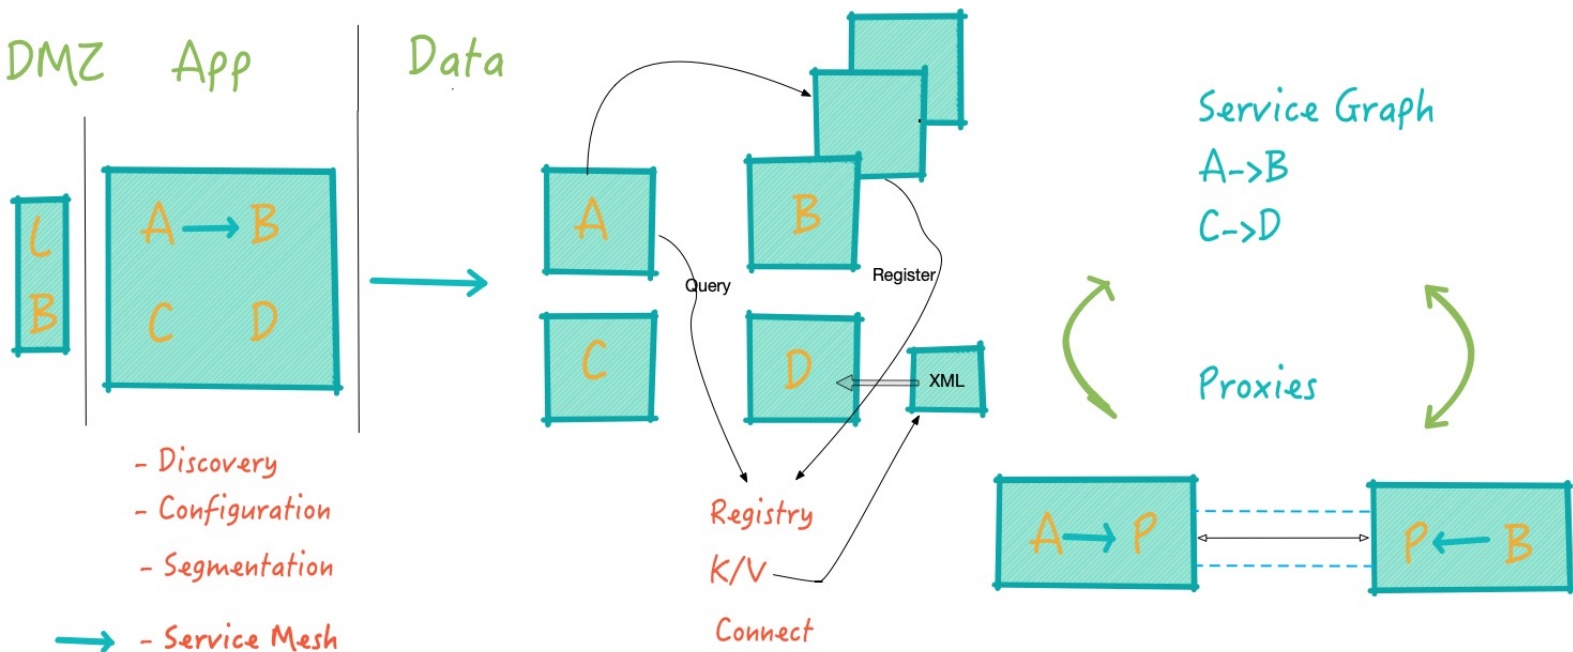 DMZ App Data
L
B
A → B
C D
- Discovery
- Configuration
- Segmentation
→ - Service Mesh
A B
Query Register
C D XML
Registry
K/V
Connect
Service Graph
A->B
C->D
Proxies
A → P
P ← B